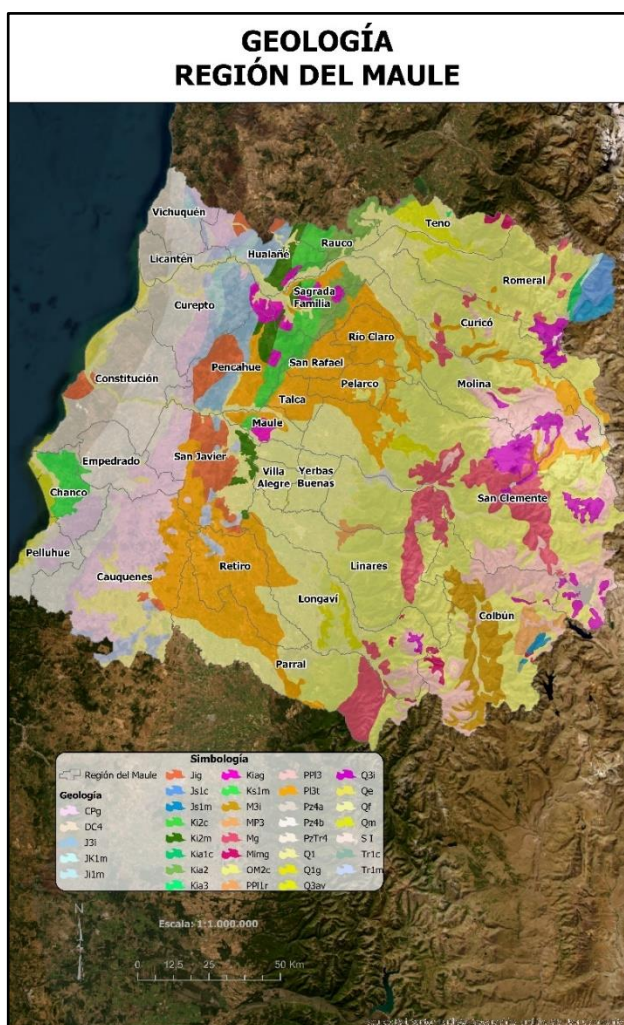 GEOLOGÍA
REGIÓN DEL MAULE
Vichuquén
Licantén
Hualañé
Rauco
Teno
Romeral
Curepto
Sagrada
Familia
Curicó
Río Claro
Constitución
Pencahue
San Rafael
Pelarco
Molina
Talca
Maule
Empedrado
San Javier
Villa
Alegre
Yerbas
Buenas
San Clemente
Chanco
Pelluhue
Cauquenes
Retiro
Linares
Longaví
Colbún
Parral
Simbología
Región del Maule
Geología
CPg
DC4
J3i
JK1m
Ji1m
Jig
Js1c
Js1m
Ki2c
Ki2m
Kia1c
Kia2
Kia3
Kiag
Ks1m
M3i
MP3
Mg
Mimg
OM2c
PPl1r
PPl3
Pl3t
Pz4a
Pz4b
PzTr4
Q1
Q1g
Q3av
Q3i
Qe
Qf
Qm
S I
Tr1c
Tr1m
N
Escala: 1:1.000.000
0 12,5 25 50 Km